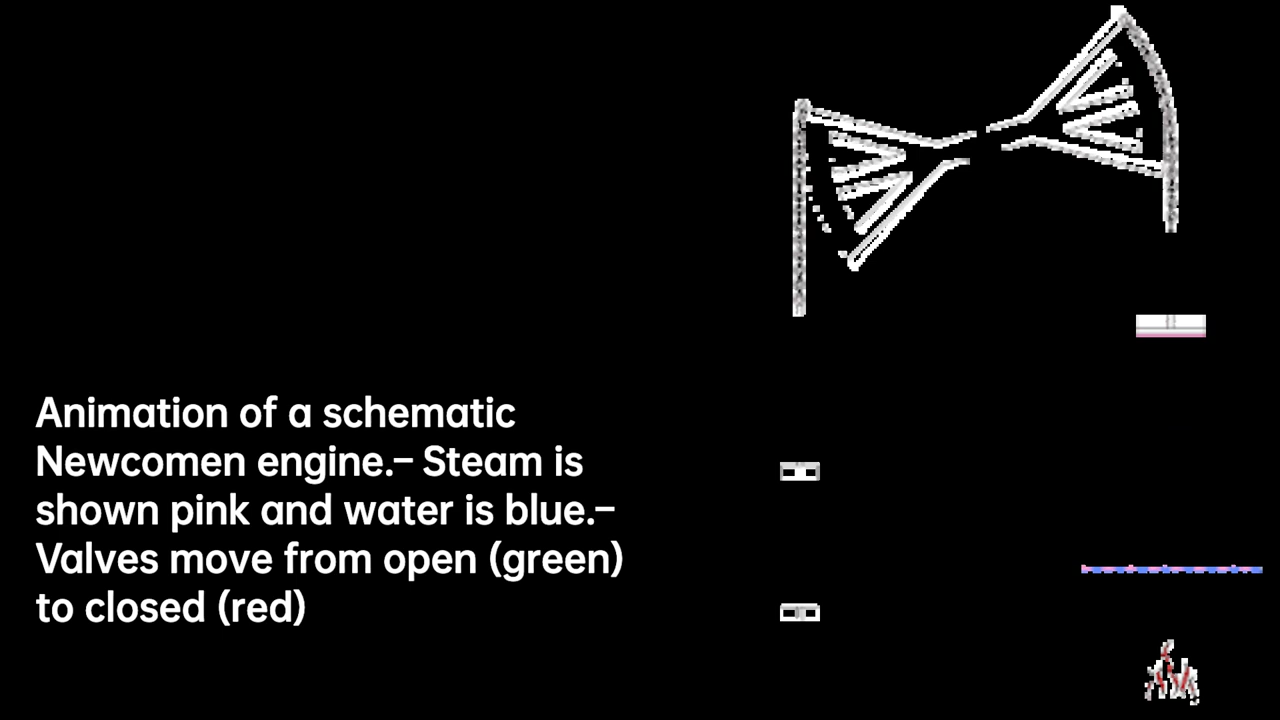 Animation of a schematic
Newcomen engine.– Steam is
shown pink and water is blue.–
Valves move from open (green)
to closed (red)